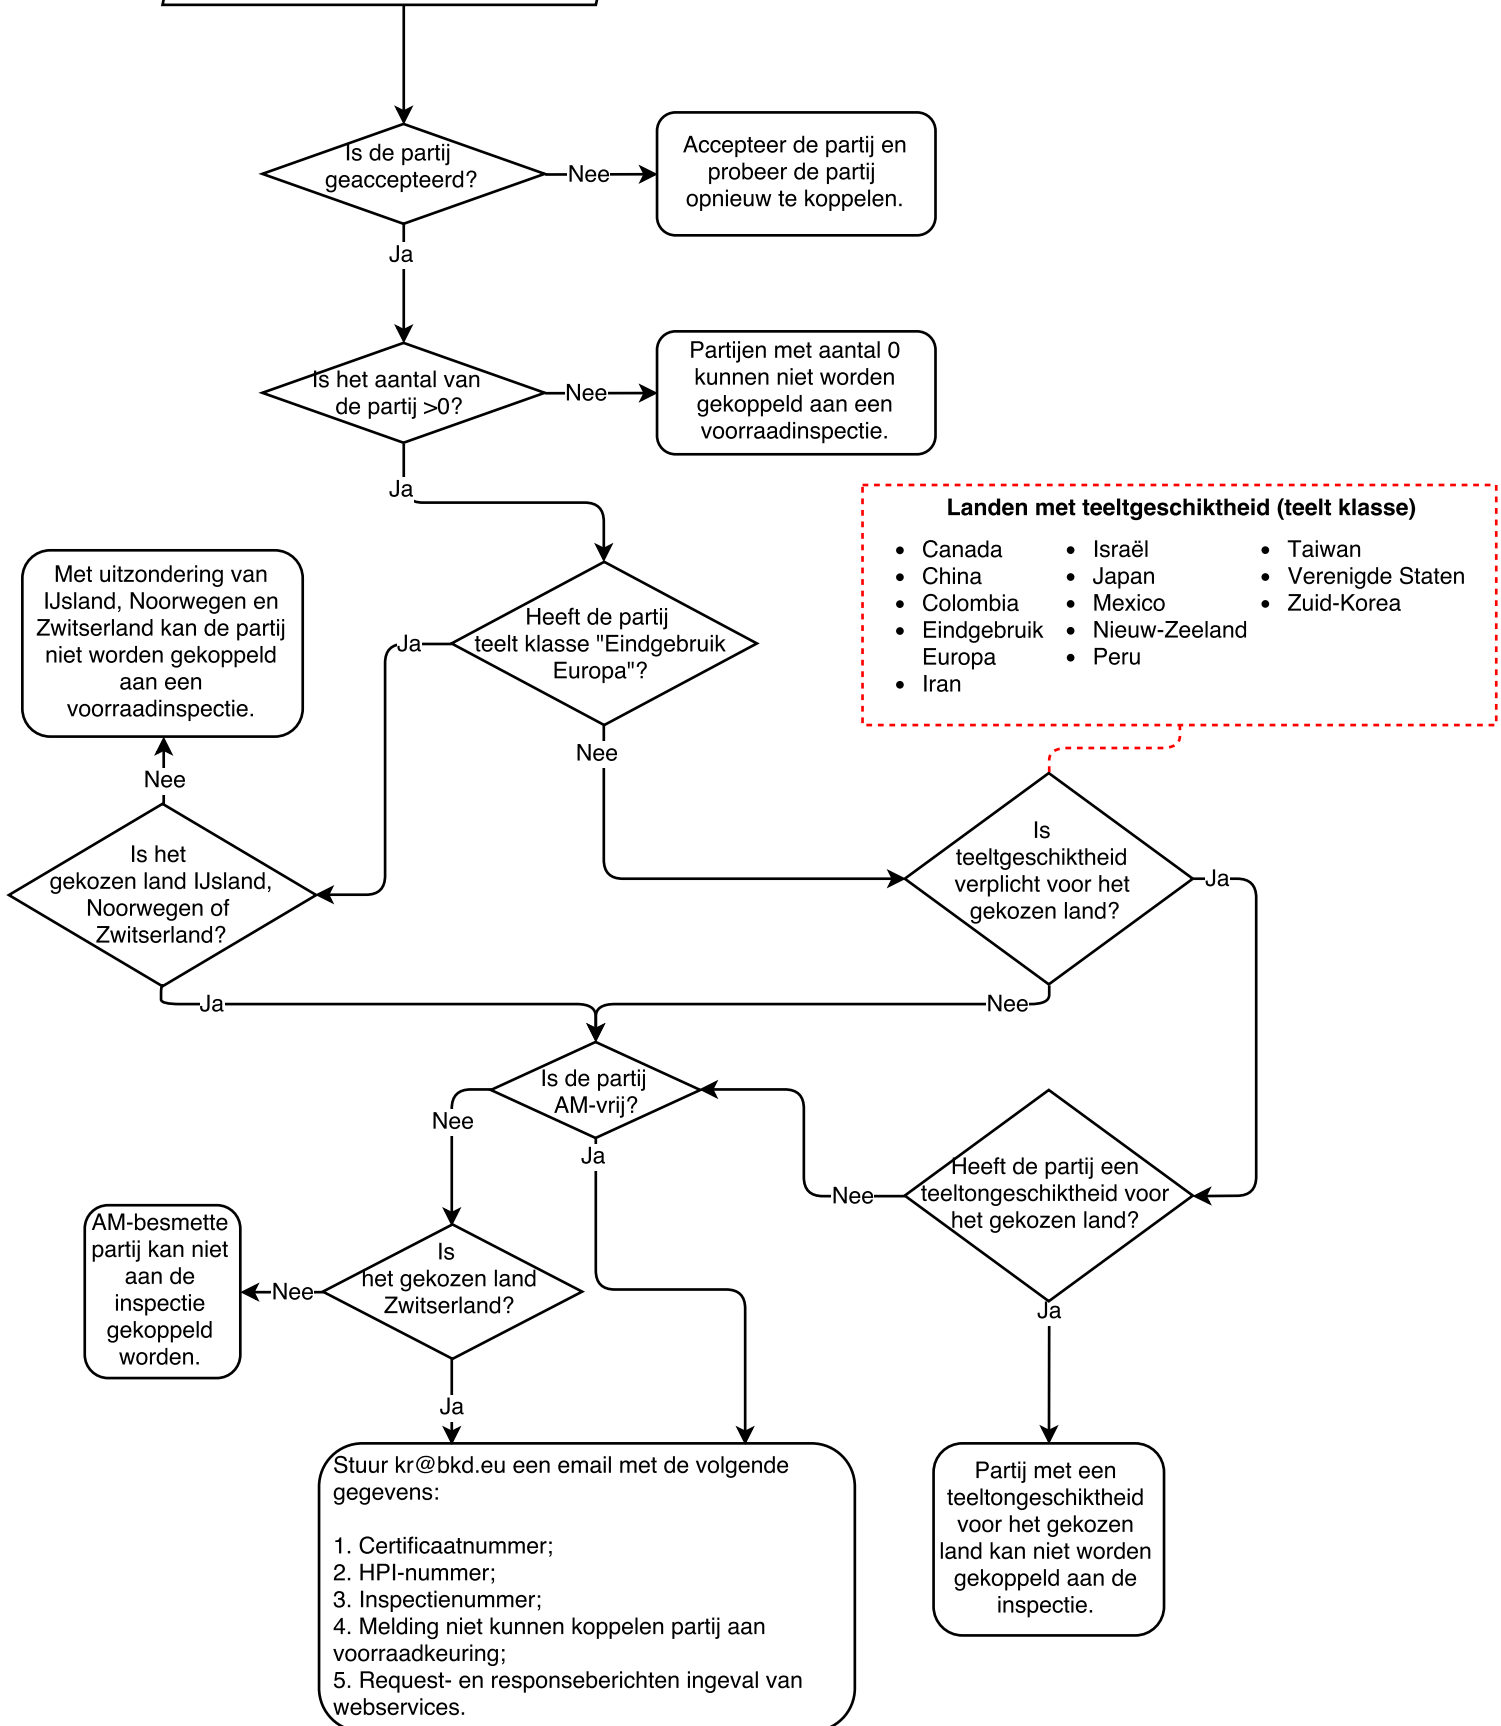 Is de partij
geaccepteerd?
Nee
Accepteer de partij en
probeer de partij
opnieuw te koppelen.
Ja
Is het aantal van
de partij >0?
Nee
Partijen met aantal 0
kunnen niet worden
gekoppeld aan een
voorraadinspectie.
Ja
Landen met teeltgeschiktheid (teelt klasse)
• Canada
• China
• Colombia
• Eindgebruik
Europa
• Iran
• Israël
• Japan
• Mexico
• Nieuw-Zeeland
• Peru
• Taiwan
• Verenigde Staten
• Zuid-Korea
Heeft de partij
teelt klasse "Eindgebruik
Europa"?
Ja
Nee
Met uitzondering van
IJsland, Noorwegen en
Zwitserland kan de partij
niet worden gekoppeld
aan een
voorraadinspectie.
Nee
Is het
gekozen land IJsland,
Noorwegen of
Zwitserland?
Ja
Is
teeltgeschiktheid
verplicht voor het
gekozen land?
Ja
Nee
Is de partij
AM-vrij?
Nee
Ja
Heeft de partij een
teeltongeschiktheid voor
het gekozen land?
Nee
Ja
Is
het gekozen land
Zwitserland?
Nee
AM-besmette
partij kan niet
aan de
inspectie
gekoppeld
worden.
Ja
Stuur kr@bkd.eu een email met de volgende
gegevens:
1. Certificaatnummer;
2. HPI-nummer;
3. Inspectienummer;
4. Melding niet kunnen koppelen partij aan
voorraadkeuring;
5. Request- en responseberichten ingeval van
webservices.
Partij met een
teeltongeschiktheid
voor het gekozen
land kan niet worden
gekoppeld aan de
inspectie.